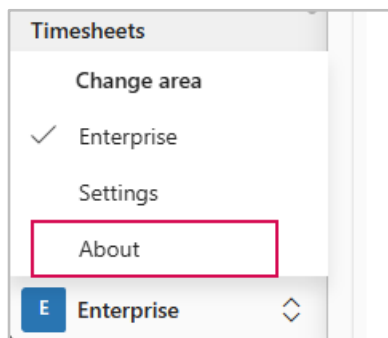 Timesheets
Change area
Enterprise
Settings
About
E Enterprise